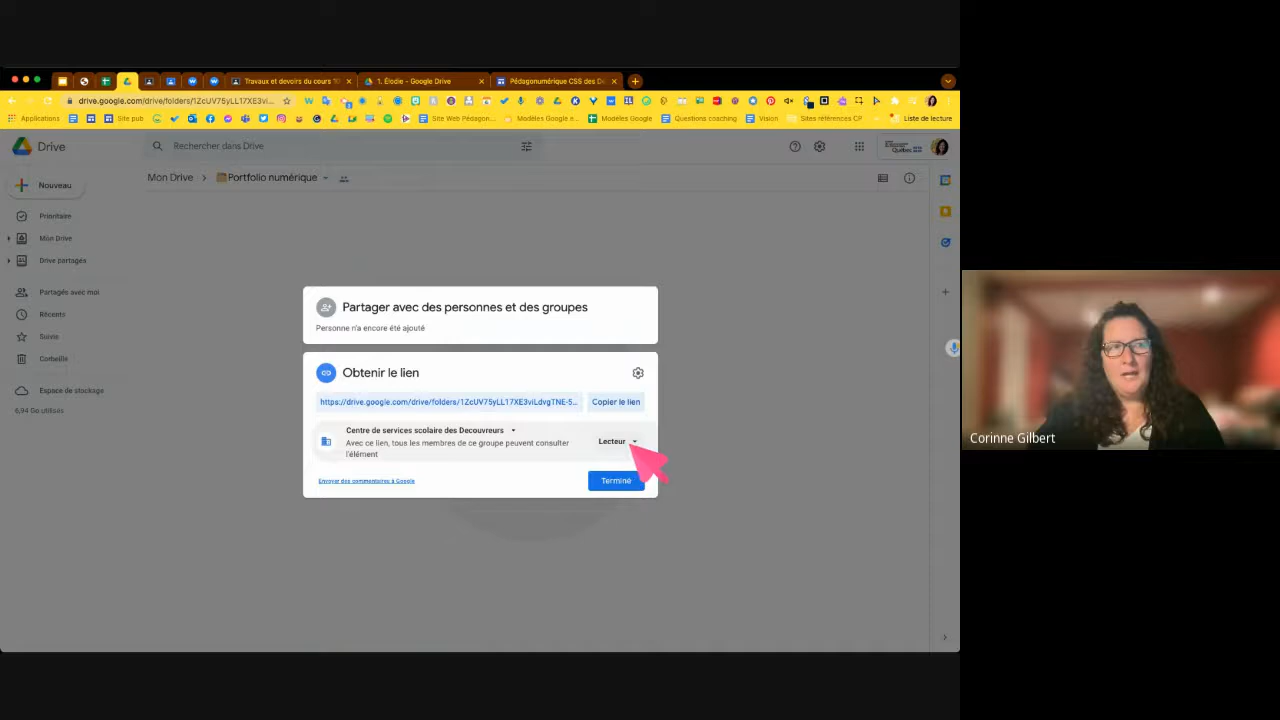 Travaux et devoirs du cours
1. Élodie - Google Drive
Pédagonumérique CSS des Dé
drive.google.com/drive/folders/1ZcUV75yLL17XE3vi...
Applications
Site pub
Site Web Pédagon...
Modèles Google e...
Modèles Google
Questions coaching
Vision
Sites références CP
Liste de lecture
Drive
Rechercher dans Drive
Québec
Nouveau
Mon Drive
Portfolio numérique
Prioritaire
Mon Drive
Drive partagés
Partagés avec moi
Récents
Suivis
Corbeille
Espace de stockage
6,94 Go utilisés
Partager avec des personnes et des groupes
Personne n'a encore été ajouté
Obtenir le lien
https://drive.google.com/drive/folders/1ZcUV75yLL17XE3viLdvgTNE-5...
Copier le lien
Centre de services scolaire des Decouvreurs
Avec ce lien, tous les membres de ce groupe peuvent consulter
l'élément
Lecteur
Envoyer des commentaires à Google
Terminé
Corinne Gilbert